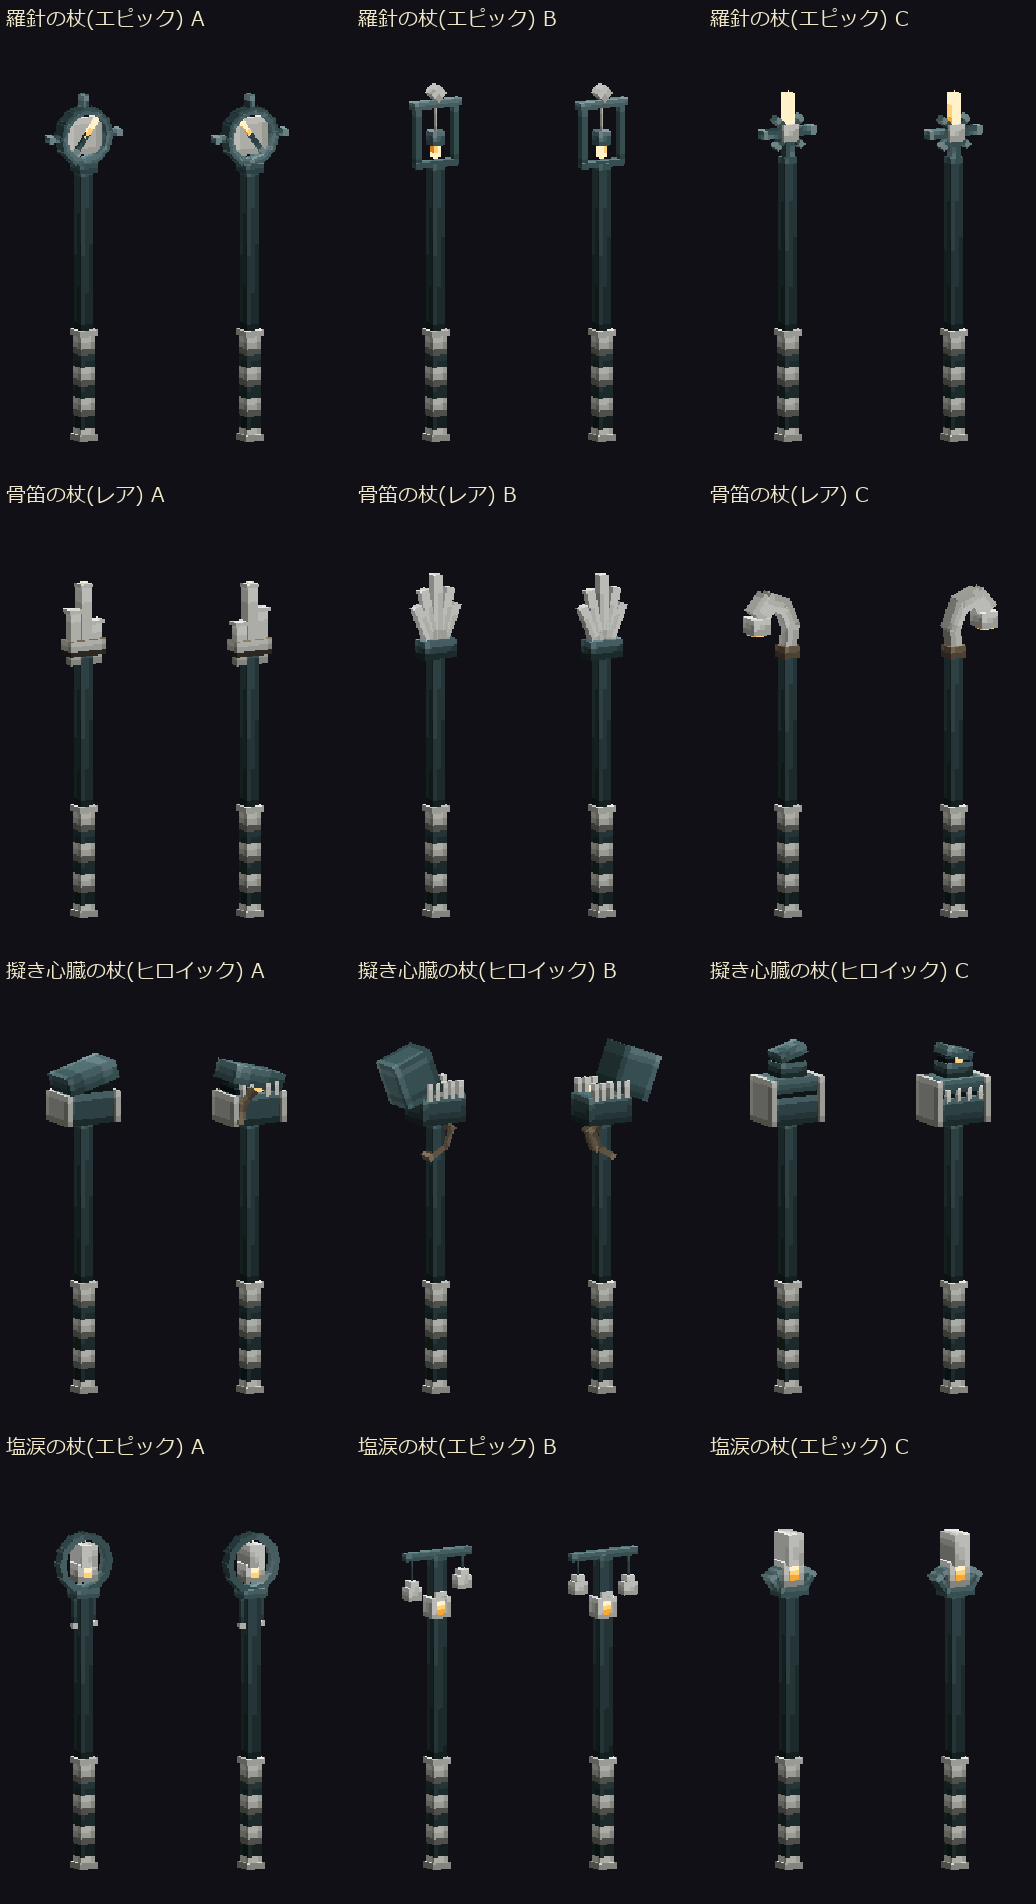 羅針の杖(エピック) A
羅針の杖(エピック) B
羅針の杖(エピック) C
骨笛の杖(レア) A
骨笛の杖(レア) B
骨笛の杖(レア) C
擬き心臓の杖(ヒロイック) A
擬き心臓の杖(ヒロイック) B
擬き心臓の杖(ヒロイック) C
塩涙の杖(エピック) A
塩涙の杖(エピック) B
塩涙の杖(エピック) C